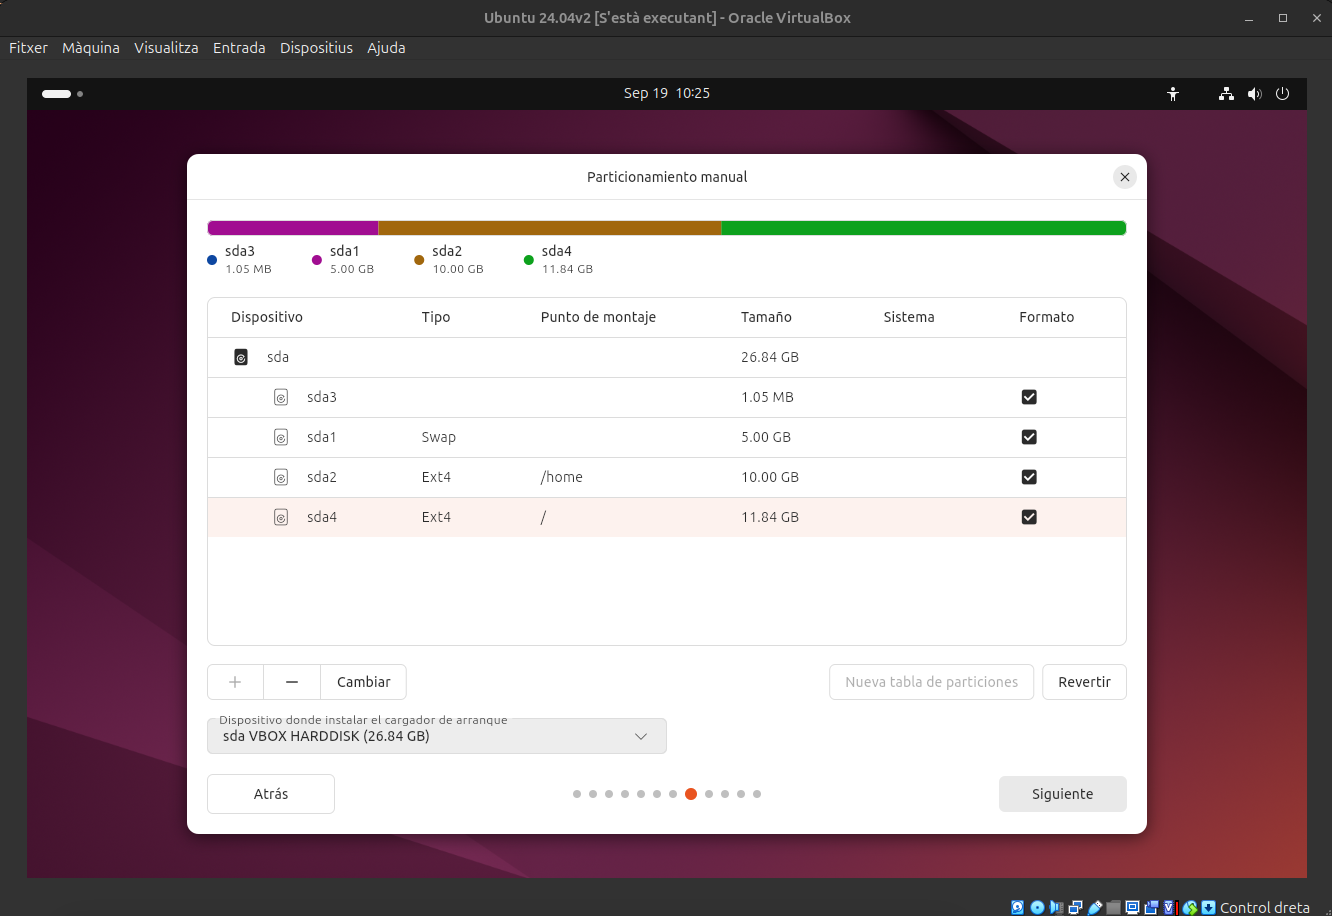 Ubuntu 24.04v2 [S'està executant] - Oracle VirtualBox
Fitxer Màquina Visualitza Entrada Dispositius Ajuda
Sep 19 10:25
Particionamiento manual
sda3 sda1 sda2 sda4
1.05 MB 5.00 GB 10.00 GB 11.84 GB
Dispositivo Tipo Punto de montaje Tamaño Sistema Formato
sda 26.84 GB
sda3 1.05 MB
sda1 Swap 5.00 GB
sda2 Ext4 /home 10.00 GB
sda4 Ext4 / 11.84 GB
Cambiar Nueva tabla de particiones Revertir
Dispositivo donde instalar el cargador de arranque
sda VBOX HARDDISK (26.84 GB)
Atrás Siguiente
Control dreta